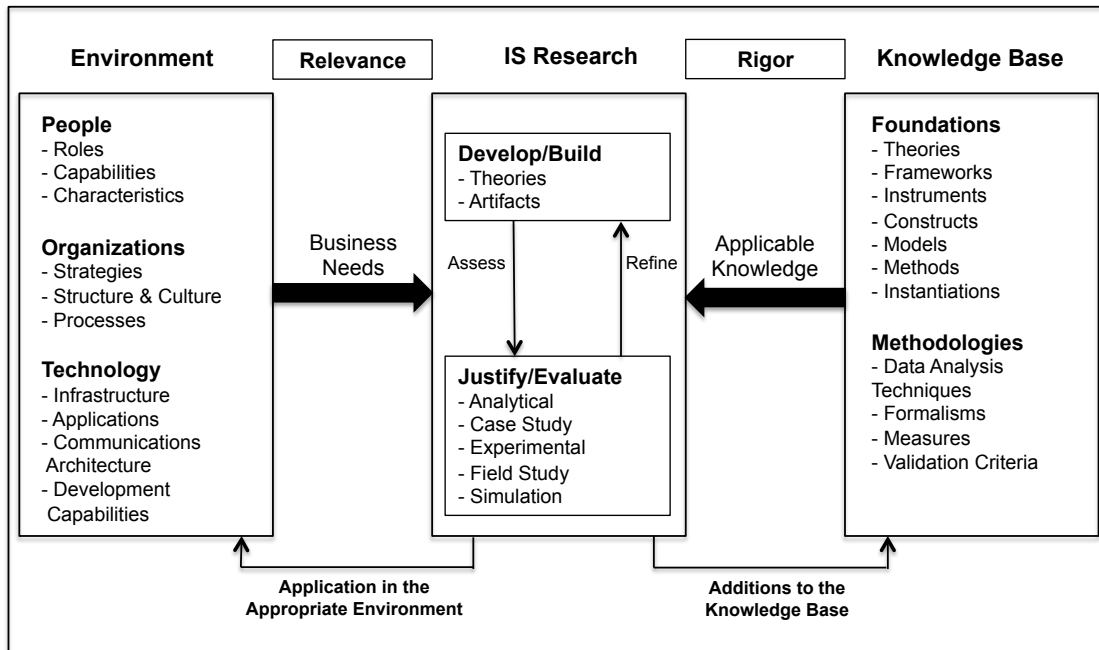 Environment
Relevance
IS Research
Rigor
Knowledge Base
People
- Roles
- Capabilities
- Characteristics
Organizations
- Strategies
- Structure & Culture
- Processes
Technology
- Infrastructure
- Applications
- Communications
Architecture
- Development
Capabilities
Business
Needs
Develop/Build
- Theories
- Artifacts
Assess
Refine
Justify/Evaluate
- Analytical
- Case Study
- Experimental
- Field Study
- Simulation
Applicable
Knowledge
Foundations
- Theories
- Frameworks
- Instruments
- Constructs
- Models
- Methods
- Instantiations
Methodologies
- Data Analysis
Techniques
- Formalisms
- Measures
- Validation Criteria
Application in the
Appropriate Environment
Additions to the
Knowledge Base